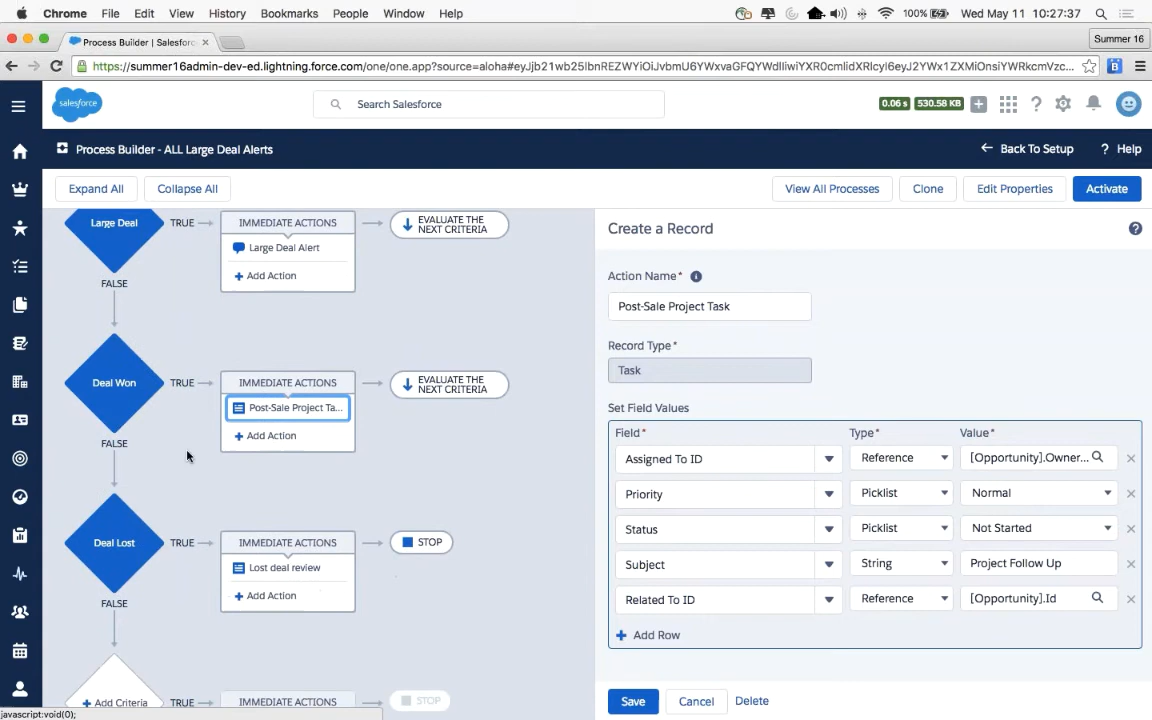 Chrome File Edit View History Bookmarks People Window Help 100% Wed May 11 10:27:37
Process Builder | Salesforc Summer 16
https://summer16admin-dev-ed.lightning.force.com/one/one.app?source=aloha#
salesforce Search Salesforce 0.06 s 530.58 KB
Process Builder - ALL Large Deal Alerts Back To Setup ? Help
Expand All Collapse All View All Processes Clone Edit Properties Activate
Large Deal TRUE IMMEDIATE ACTIONS EVALUATE THE
NEXT CRITERIA
Large Deal Alert
+ Add Action
FALSE
Deal Won TRUE IMMEDIATE ACTIONS EVALUATE THE
NEXT CRITERIA
Post-Sale Project Ta...
+ Add Action
FALSE
Deal Lost TRUE IMMEDIATE ACTIONS STOP
Lost deal review
+ Add Action
FALSE
+ Add Criteria TRUE IMMEDIATE ACTIONS STOP
javascript:void(0);
Create a Record
Action Name*
Post-Sale Project Task
Record Type*
Task
Set Field Values
Field* Type* Value*
Assigned To ID Reference [Opportunity].Owner...
Priority Picklist Normal
Status Picklist Not Started
Subject String Project Follow Up
Related To ID Reference [Opportunity].Id
+ Add Row
Save Cancel Delete